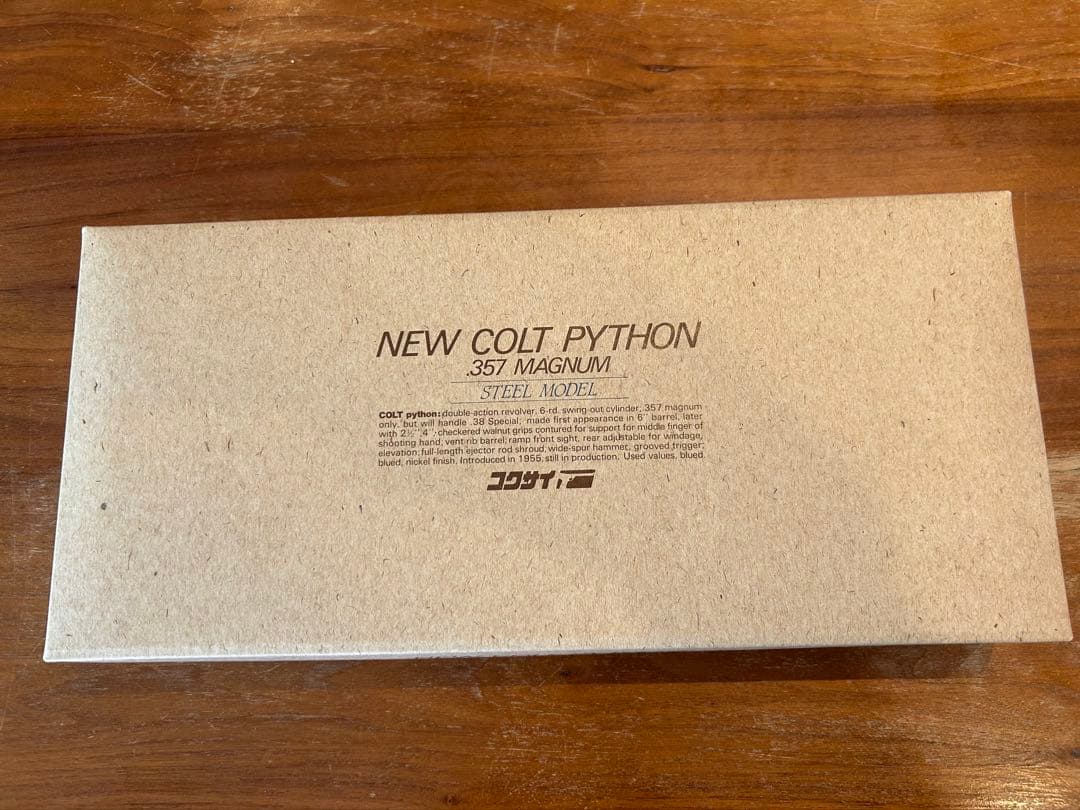 NEW COLT PYTHON
.357 MAGNUM
STEEL MODEL
COLT python: double-action revolver, 6-rd. swing-out cylinder; .357 magnum
only, but will handle .38 Special; made first appearance in 6" barrel, later
with 2½", 4"; checkered walnut grips contured for support for middle finger of
shooting hand, vent-rib barrel; ramp front sight, rear adjustable for windage,
elevation; full-length ejector rod shroud, wide-spur hammer, grooved trigger;
blued, nickel finish. Introduced in 1955, still in production. Used values, blued
コクサイ